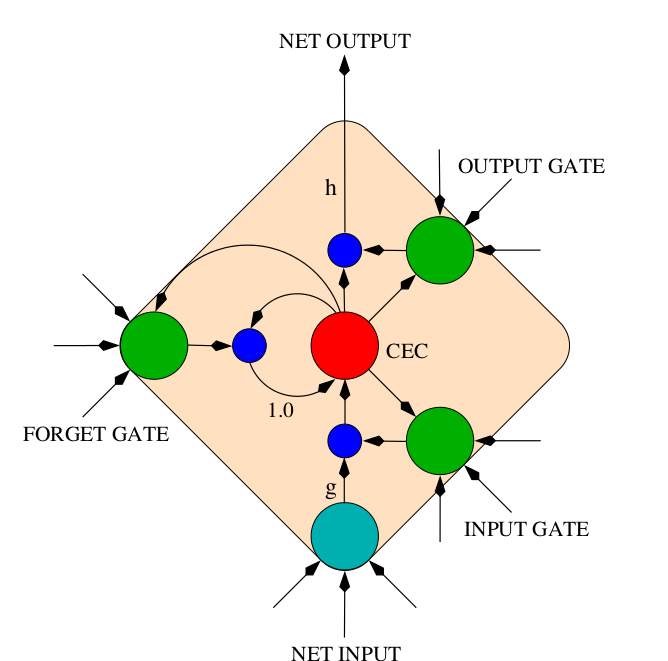 NET OUTPUT
OUTPUT GATE
h
CEC
1.0
FORGET GATE
g
INPUT GATE
NET INPUT